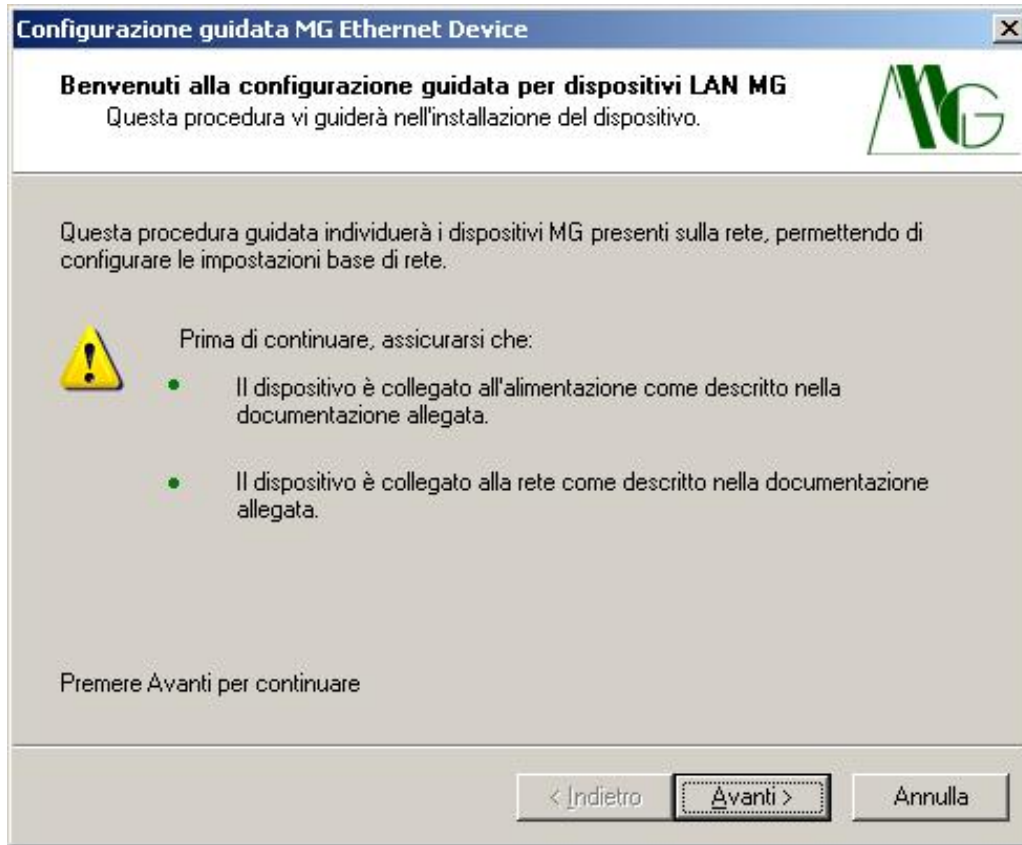 Configurazione guidata MG Ethernet Device
Benvenuti alla configurazione guidata per dispositivi LAN MG
Questa procedura vi guiderà nell'installazione del dispositivo.
MG
Questa procedura guidata individuerà i dispositivi MG presenti sulla rete, permettendo di
configurare le impostazioni base di rete.
Prima di continuare, assicurarsi che:
Il dispositivo è collegato all'alimentazione come descritto nella
documentazione allegata.
Il dispositivo è collegato alla rete come descritto nella documentazione
allegata.
Premere Avanti per continuare
< Indietro
Avanti >
Annulla